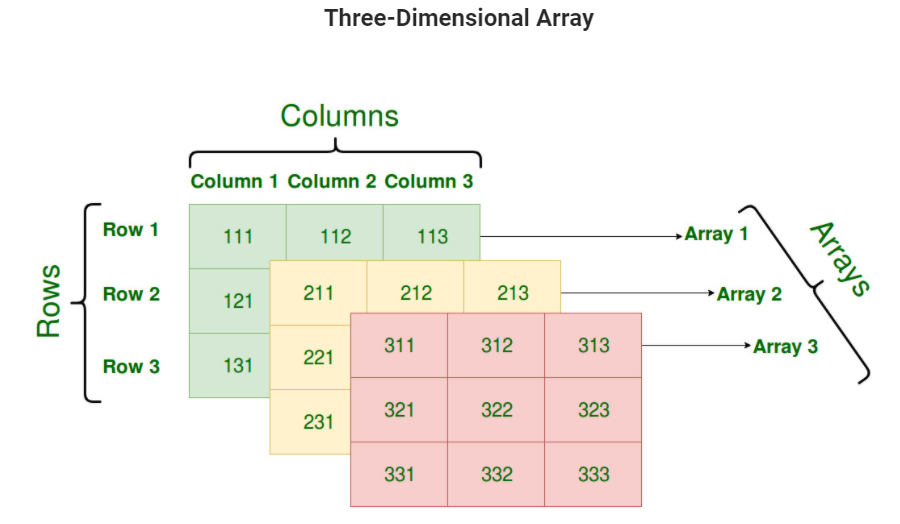 Three-Dimensional Array
Columns
Column 1 Column 2 Column 3
Rows
Row 1
Row 2
Row 3
111 112 113
121
131
211 212 213
221
231
311 312 313
321 322 323
331 332 333
Array 1
Array 2
Array 3
Arrays